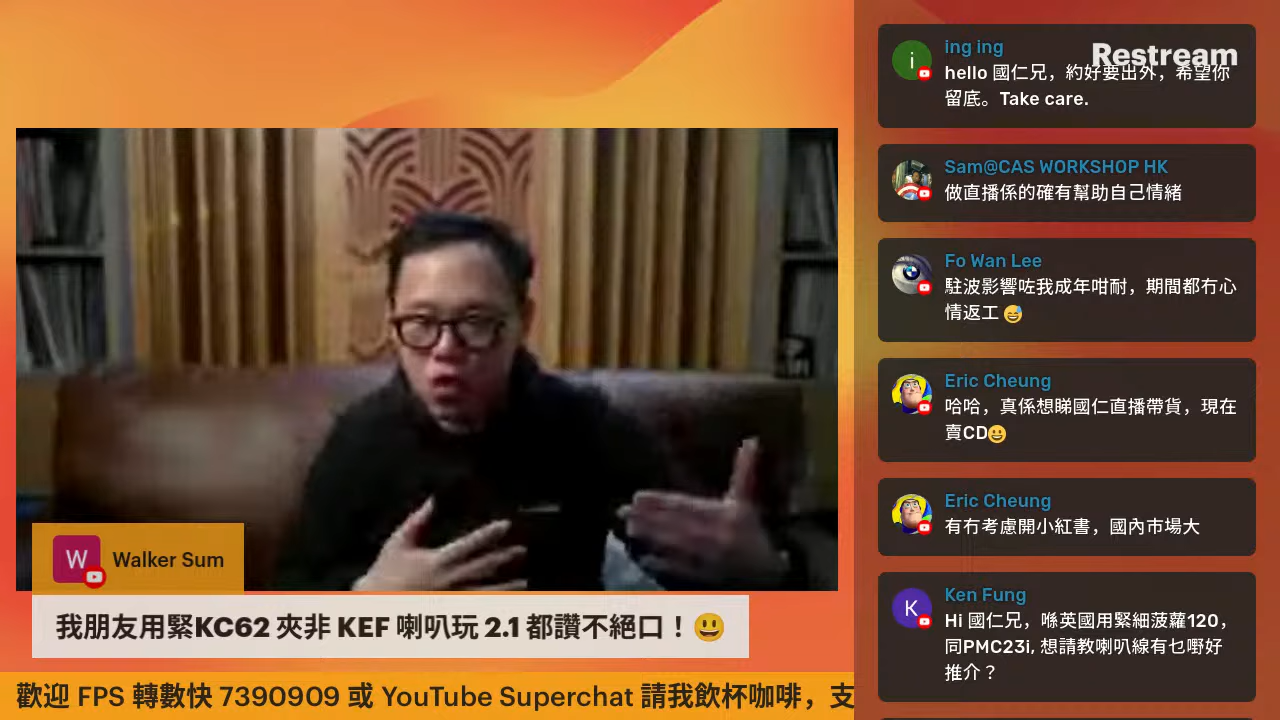 Restream
ing ing
hello 國仁兄，約好要出外，希望你
留底。Take care.
Sam@CAS WORKSHOP HK
做直播係的確有幫助自己情緒
Fo Wan Lee
駐波影響咗我成年咁耐，期間都冇心
情返工 😅
Eric Cheung
哈哈，真係想睇國仁直播帶貨，現在
賣CD😀
Eric Cheung
有冇考慮開小紅書，國內市場大
Ken Fung
Hi 國仁兄，喺英國用緊細菠蘿120，
同PMC23i, 想請教喇叭線有乜嘢好
推介？
Walker Sum
我朋友用緊KC62 夾非 KEF 喇叭玩 2.1 都讚不絕口！😃
歡迎 FPS 轉數快 7390909 或 YouTube Superchat 請我飲杯咖啡，支